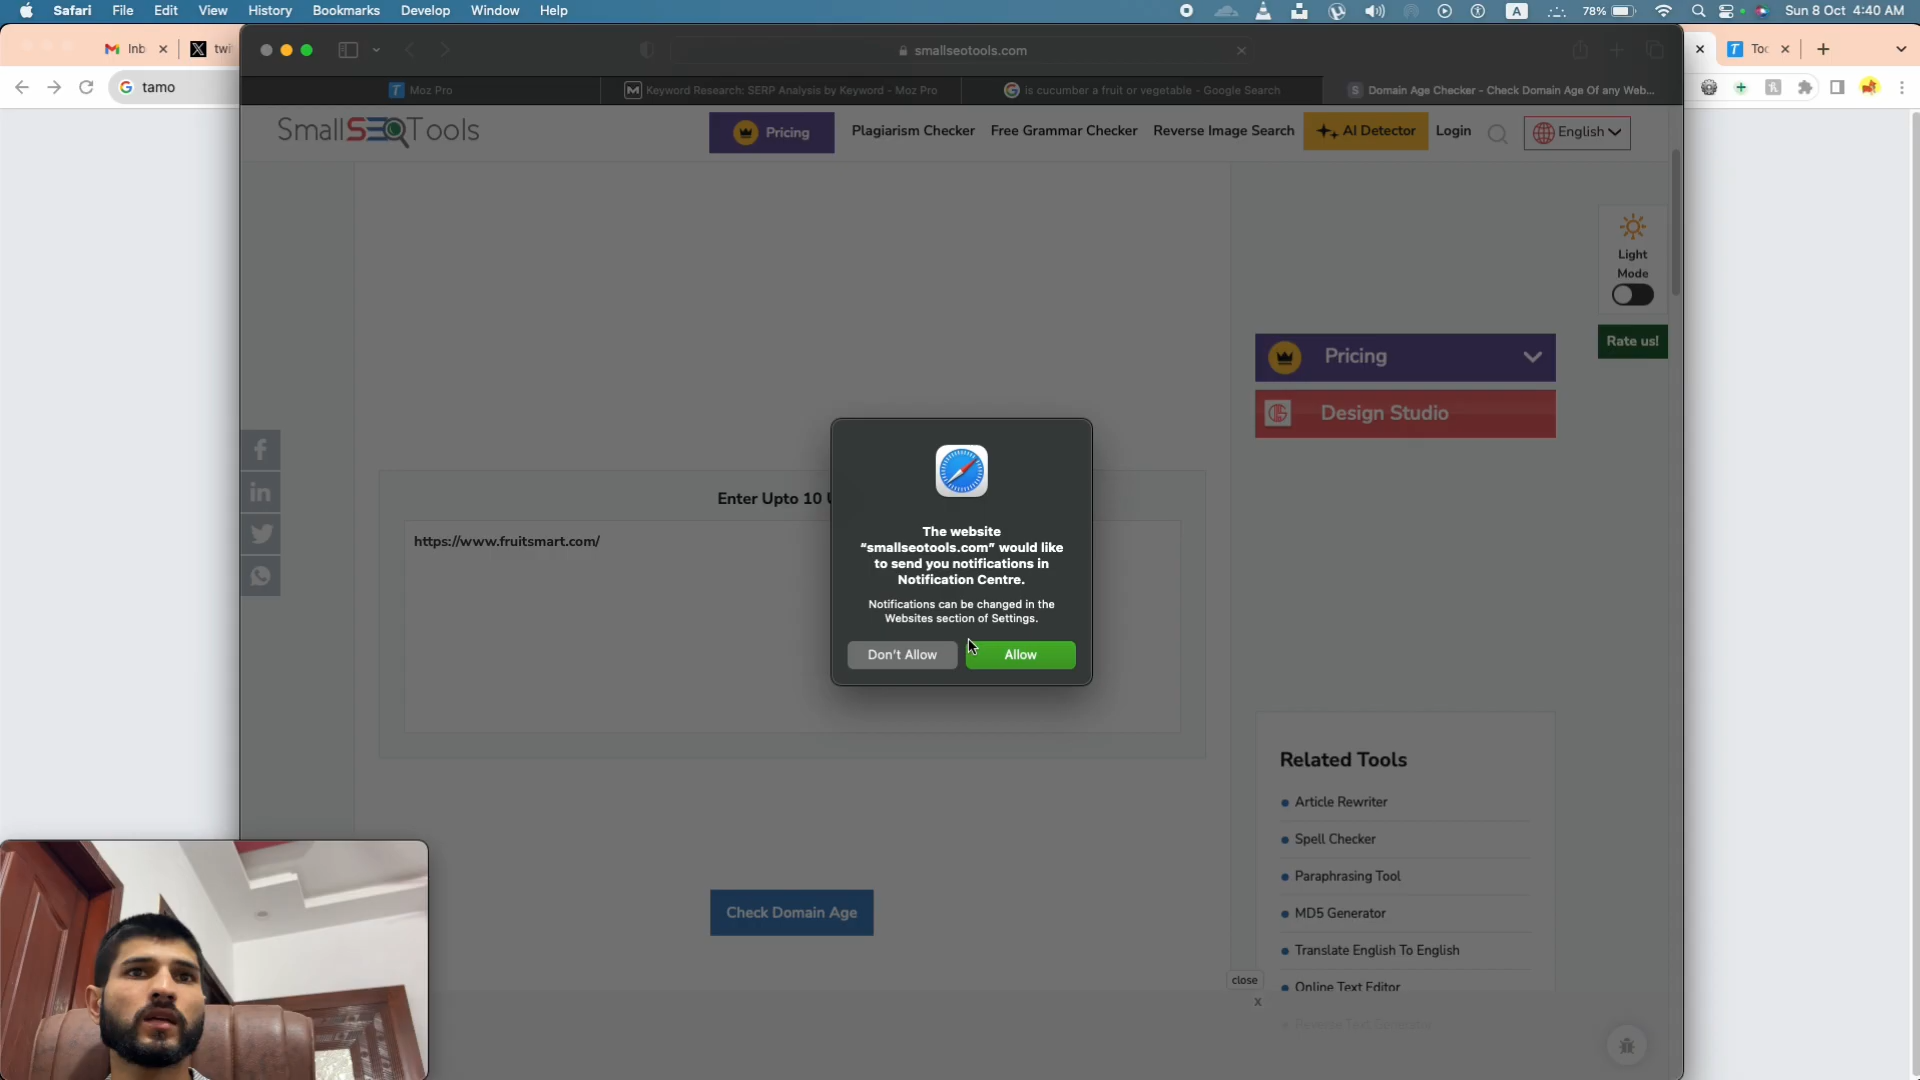 Safari File Edit View History Bookmarks Develop Window Help
A 78% Sun 8 Oct 4:40 AM
Inb
twi
smallseotools.com
Toc
tamo
Moz Pro
Keyword Research: SERP Analysis by Keyword - Moz Pro
is cucumber a fruit or vegetable - Google Search
Domain Age Checker - Check Domain Age Of any Web...
SmallSEOTools
Pricing
Plagiarism Checker
Free Grammar Checker
Reverse Image Search
AI Detector
Login
English
Light
Mode
Rate us!
Pricing
Design Studio
Enter Upto 10 U
https://www.fruitsmart.com/
The website
“smallseotools.com” would like
to send you notifications in
Notification Centre.
Notifications can be changed in the
Websites section of Settings.
Don't Allow
Allow
Check Domain Age
Related Tools
Article Rewriter
Spell Checker
Paraphrasing Tool
MD5 Generator
Translate English To English
Online Text Editor
Reverse Text Generator
close
x